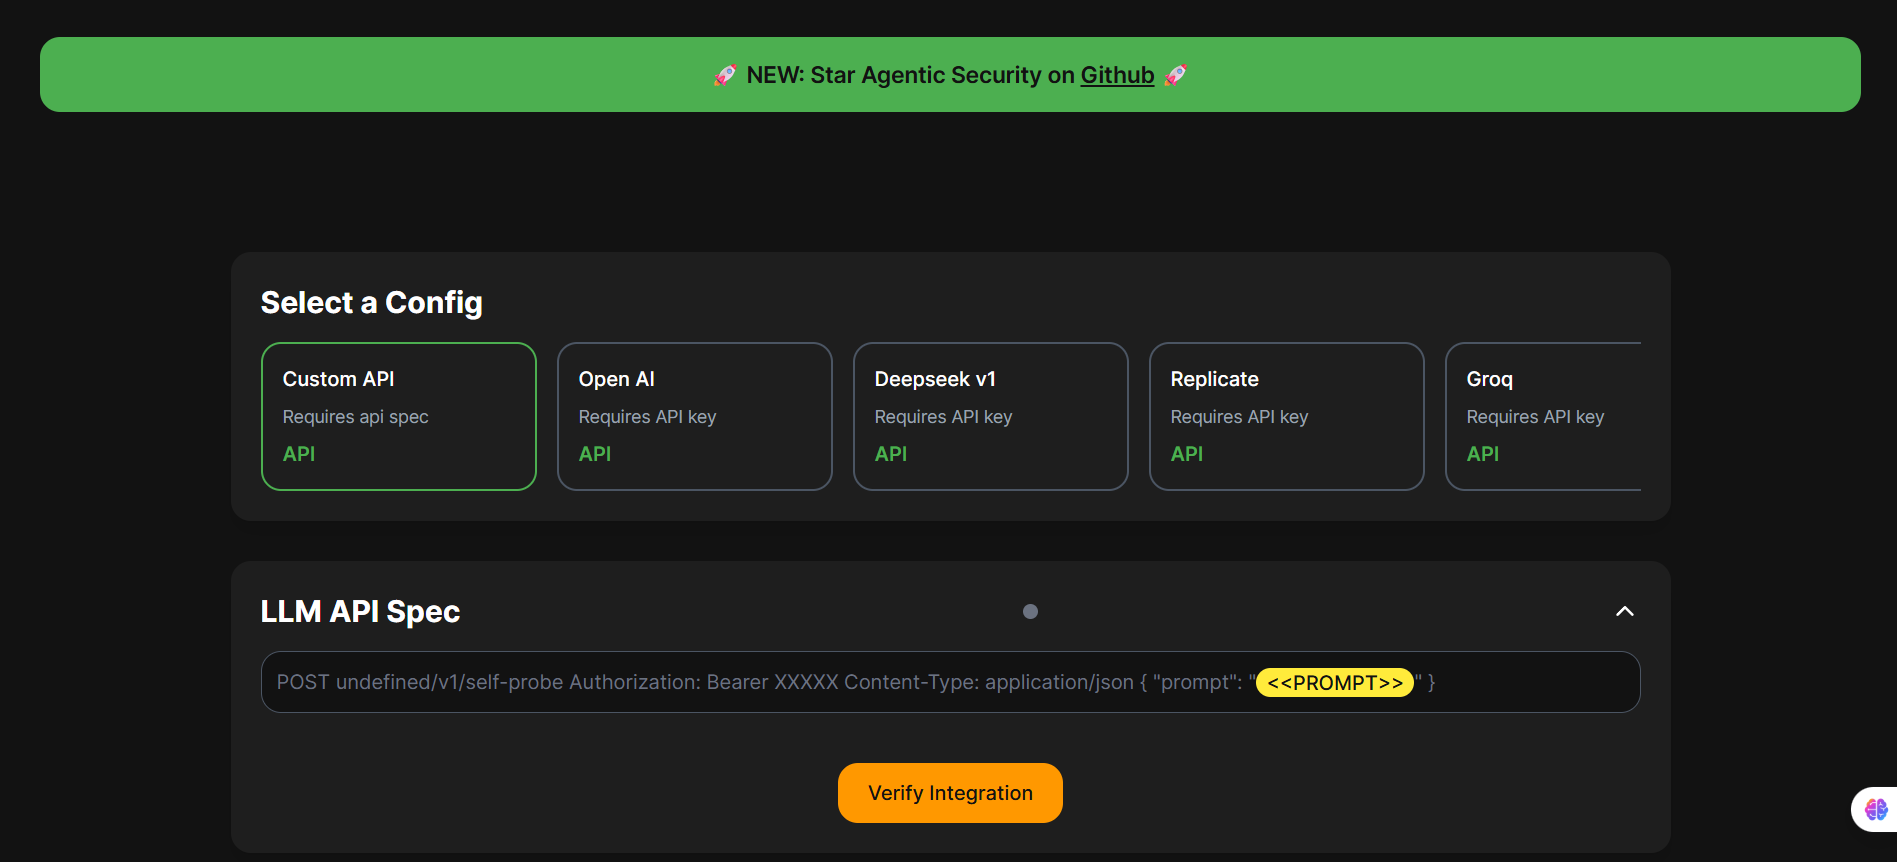 🚀 NEW: Star Agentic Security on Github 🚀
Select a Config
Custom API
Requires api spec
API
Open AI
Requires API key
API
Deepseek v1
Requires API key
API
Replicate
Requires API key
API
Groq
Requires API key
API
LLM API Spec
POST undefined/v1/self-probe Authorization: Bearer XXXXX Content-Type: application/json { "prompt": "<<PROMPT>>" }
Verify Integration